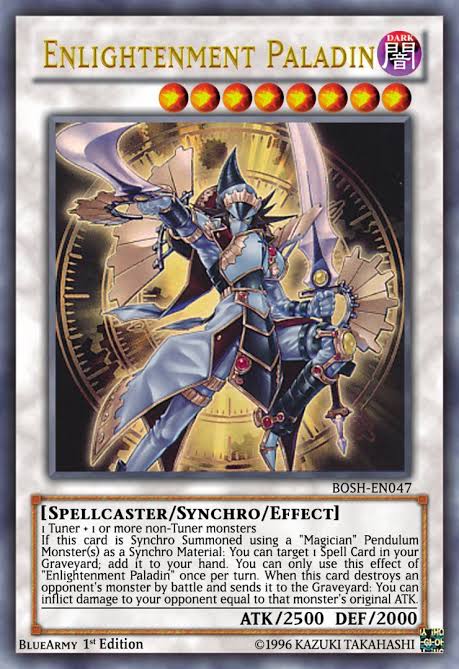 ENLIGHTENMENT PALADIN
DARK
闇
BOSH-EN047
[SPELLCASTER/SYNCHRO/EFFECT]
1 Tuner + 1 or more non-Tuner monsters
If this card is Synchro Summoned using a "Magician" Pendulum
Monster(s) as a Synchro Material: You can target 1 Spell Card in your
Graveyard; add it to your hand. You can only use this effect of
"Enlightenment Paladin" once per turn. When this card destroys an
opponent's monster by battle and sends it to the Graveyard: You can
inflict damage to your opponent equal to that monster's original ATK.
ATK/2500 DEF/2000
BLUEARMY 1st Edition
©1996 KAZUKI TAKAHASHI